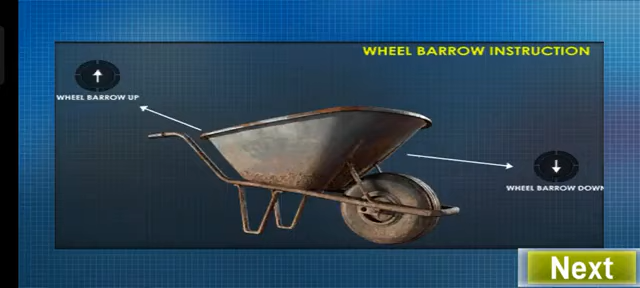 WHEEL BARROW INSTRUCTION
WHEEL BARROW UP
WHEEL BARROW DOWN
Next